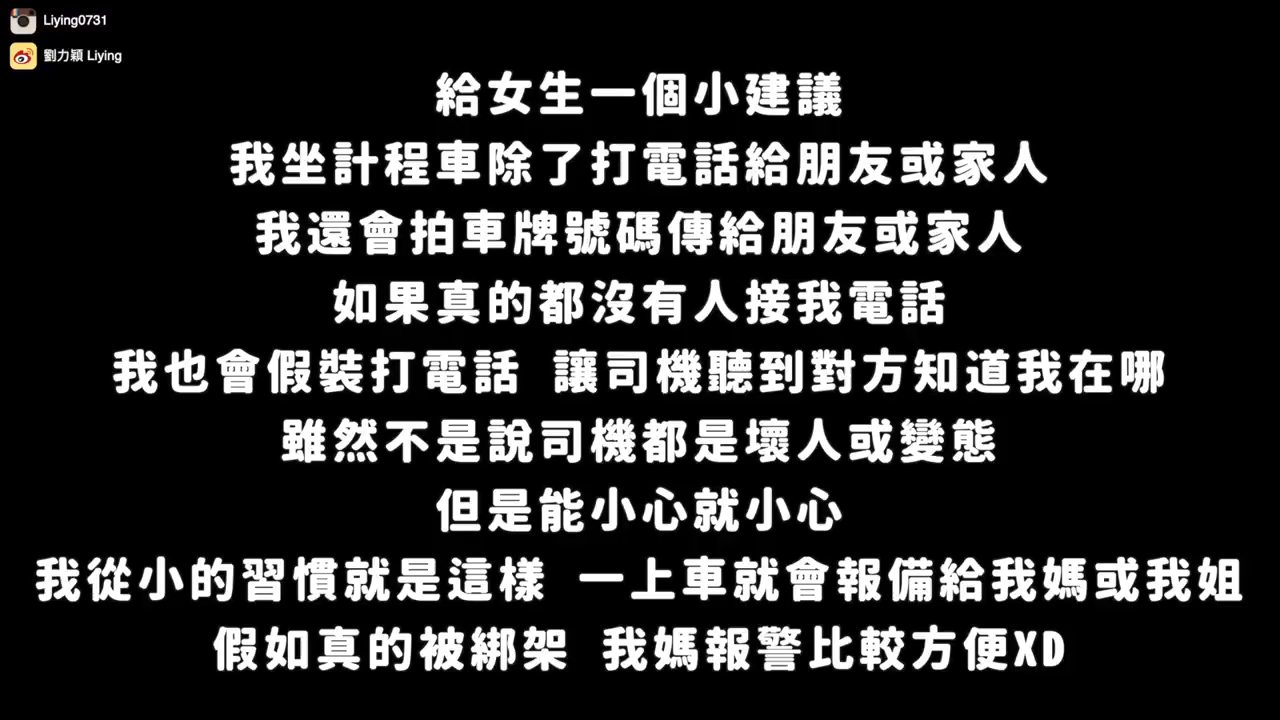 Liying0731
劉力穎 Liying
給女生一個小建議
我坐計程車除了打電話給朋友或家人
我還會拍車牌號碼傳給朋友或家人
如果真的都沒有人接我電話
我也會假裝打電話 讓司機聽到對方知道我在哪
雖然不是說司機都是壞人或變態
但是能小心就小心
我從小的習慣就是這樣 一上車就會報備給我媽或我姐
假如真的被綁架 我媽報警比較方便XD